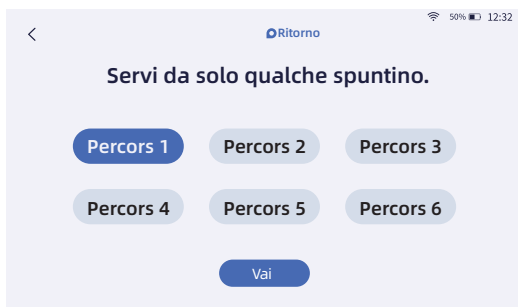 50% 12:32
Ritorno
Servi da solo qualche spuntino.
Percors 1 Percors 2 Percors 3
Percors 4 Percors 5 Percors 6
Vai